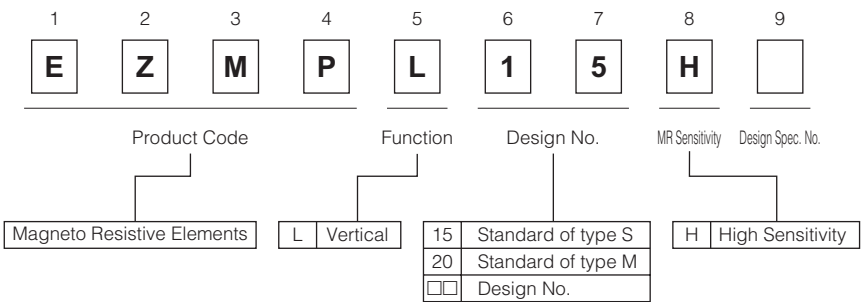 1 2 3 4 5 6 7 8 9
E Z M P L 1 5 H
Product Code Function Design No. MR Sensitivity Design Spec. No.
Magneto Resistive Elements L Vertical 15 Standard of type S H High Sensitivity
20 Standard of type M
□□ Design No.